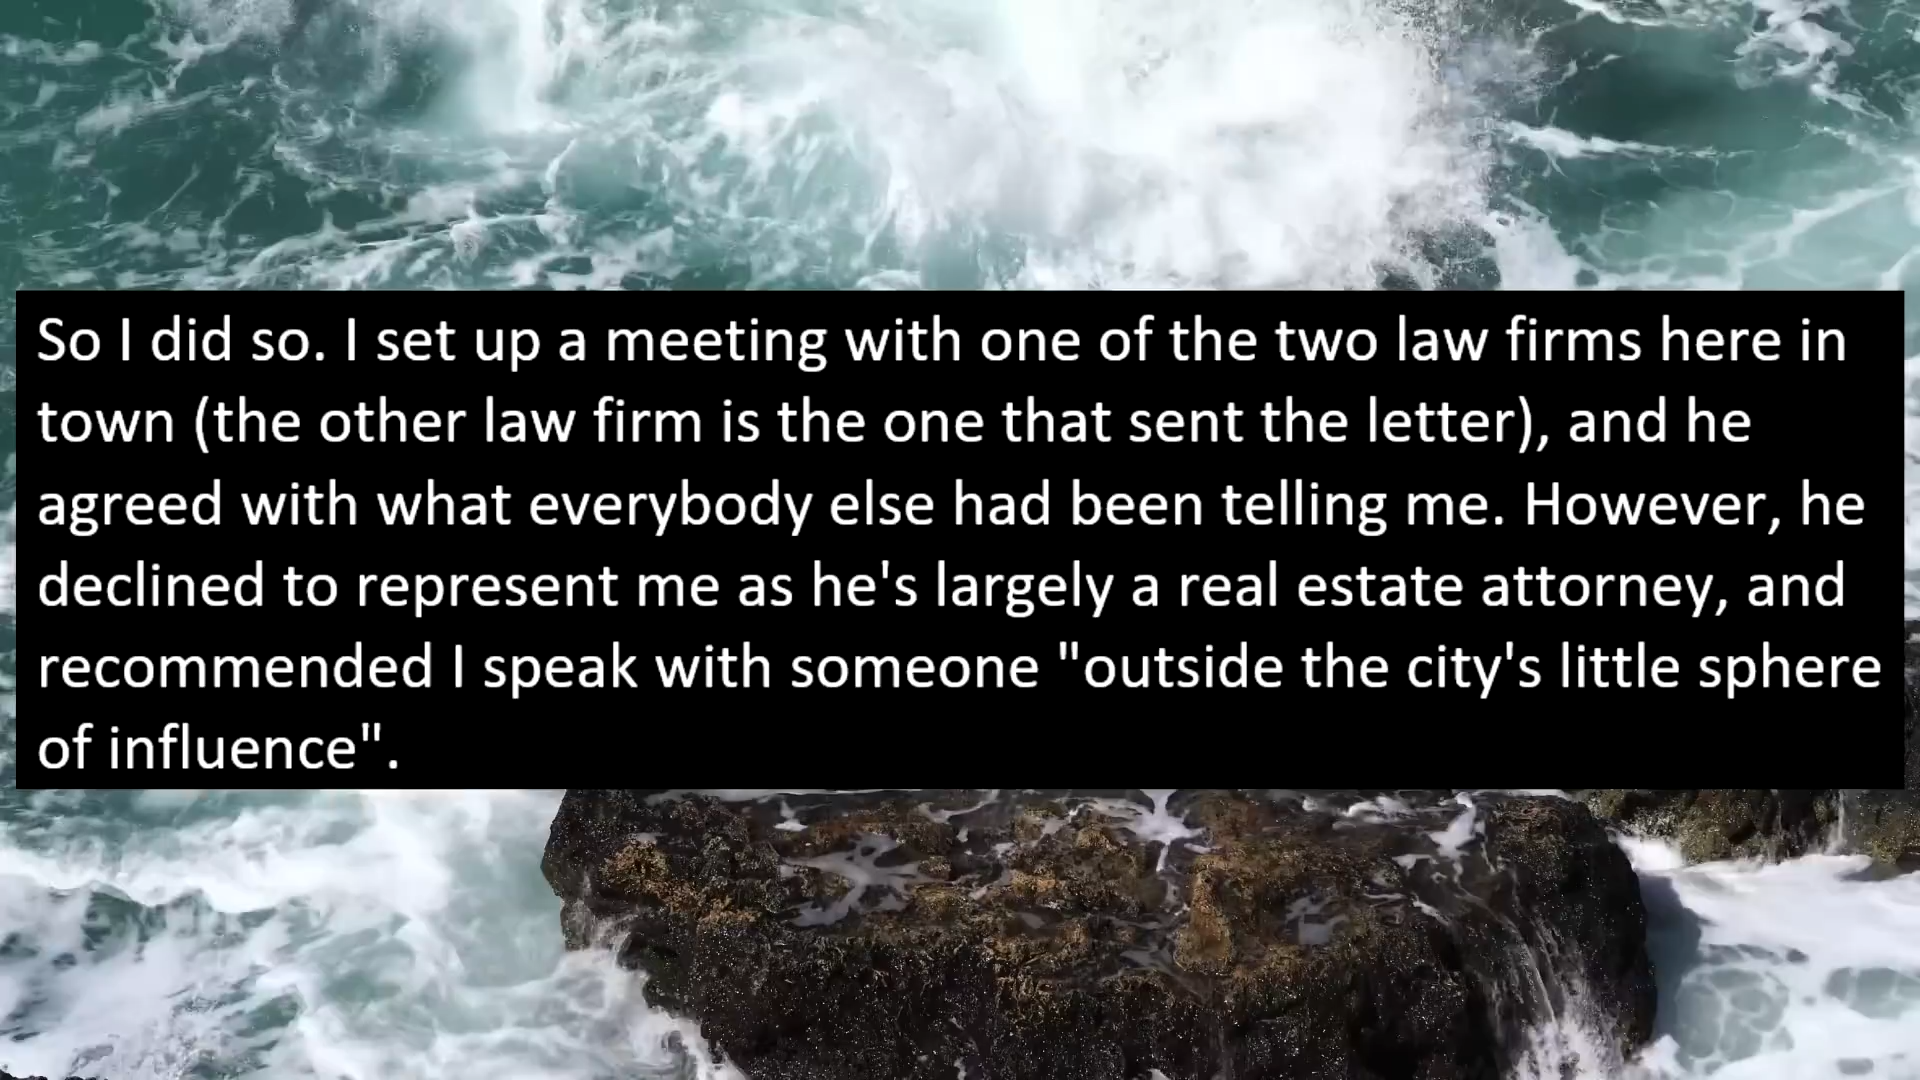 So I did so. I set up a meeting with one of the two law firms here in
town (the other law firm is the one that sent the letter), and he
agreed with what everybody else had been telling me. However, he
declined to represent me as he's largely a real estate attorney, and
recommended I speak with someone "outside the city's little sphere
of influence".